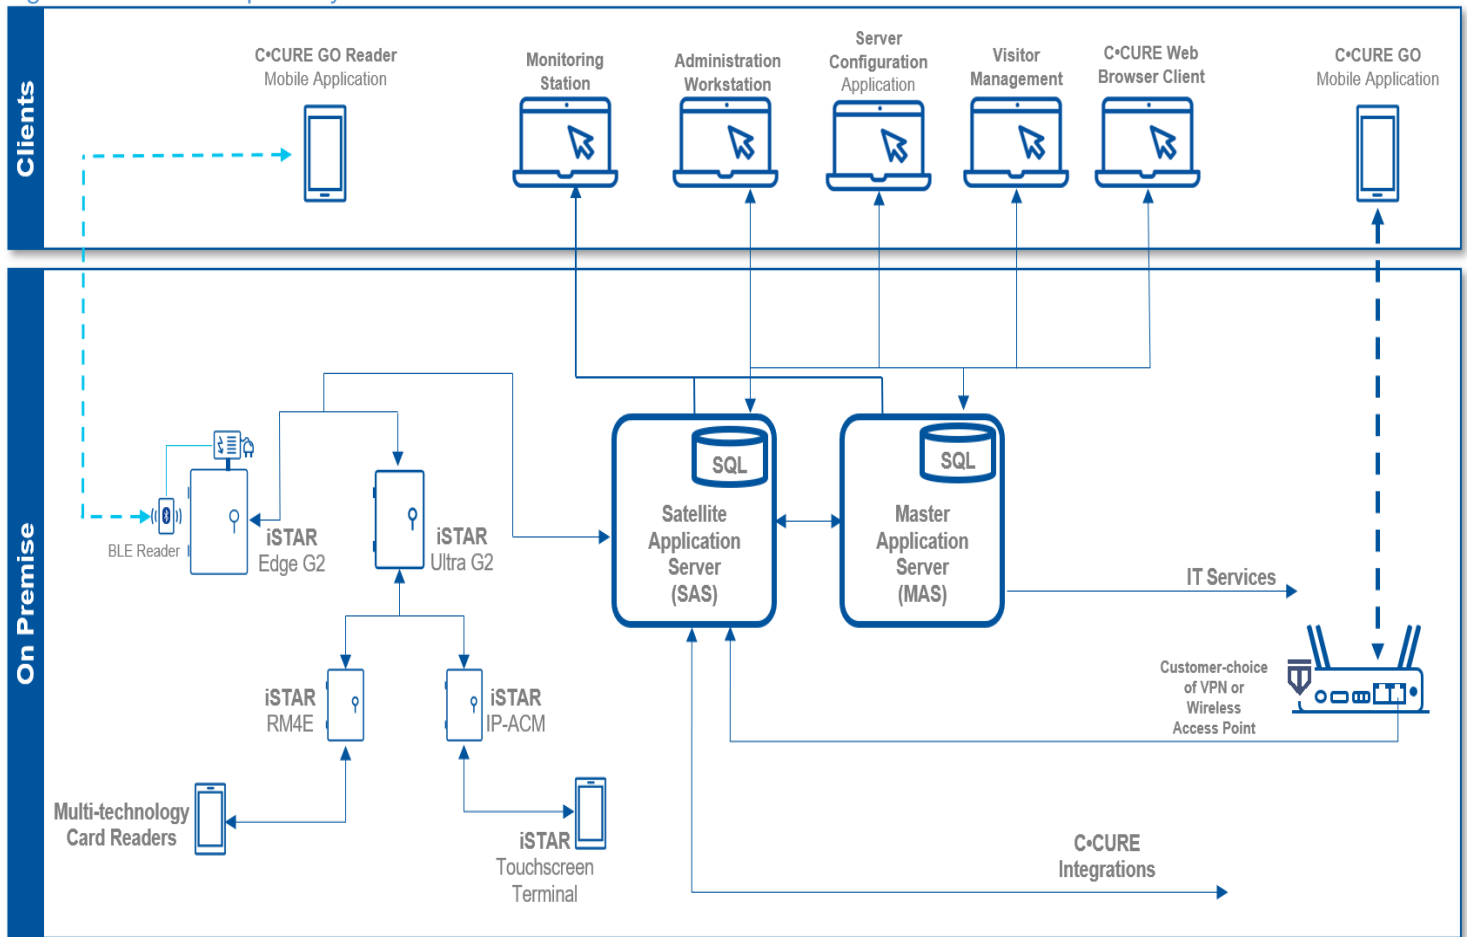 Clients
C•CURE GO Reader
Mobile Application
Monitoring
Station
Administration
Workstation
Server
Configuration
Application
Visitor
Management
C•CURE Web
Browser Client
C•CURE GO
Mobile Application
On Premise
BLE Reader
iSTAR
Edge G2
iSTAR
Ultra G2
SQL
Satellite
Application
Server
(SAS)
SQL
Master
Application
Server
(MAS)
IT Services
Customer-choice
of VPN or
Wireless
Access Point
iSTAR
RM4E
iSTAR
IP-ACM
Multi-technology
Card Readers
iSTAR
Touchscreen
Terminal
C•CURE
Integrations